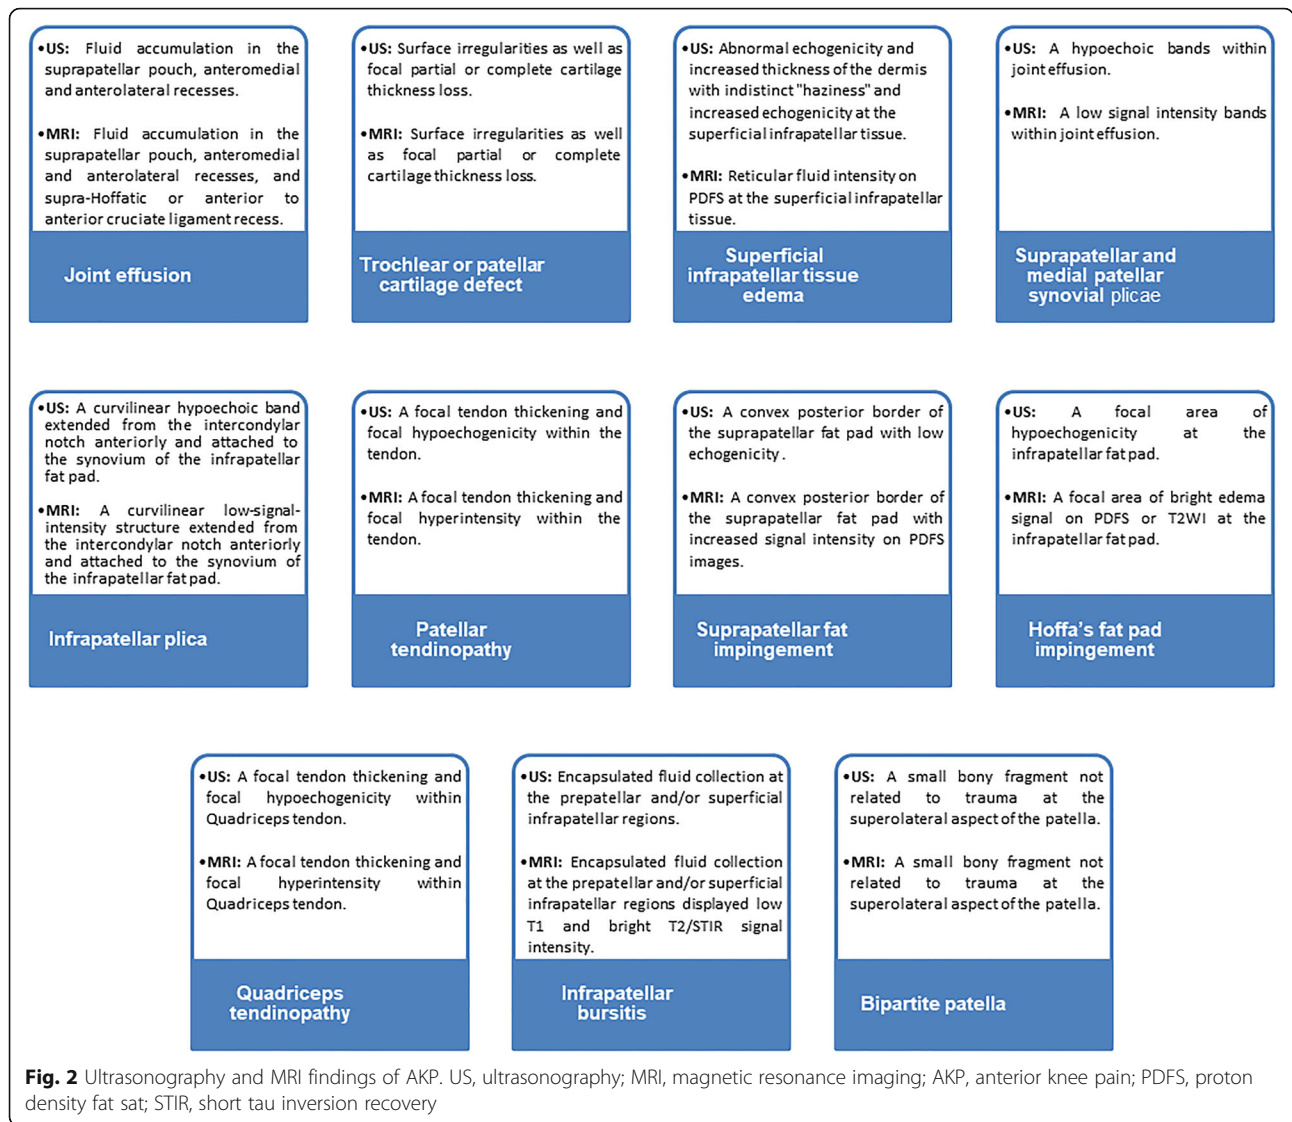 •US: Fluid accumulation in the
suprapatellar pouch, anteromedial
and anterolateral recesses.
•MRI: Fluid accumulation in the
suprapatellar pouch, anteromedial
and anterolateral recesses, and
supra-Hoffatic or anterior to
anterior cruciate ligament recess.
Joint effusion
•US: Surface irregularities as well as
focal partial or complete cartilage
thickness loss.
•MRI: Surface irregularities as well
as focal partial or complete
cartilage thickness loss.
Trochlear or patellar
cartilage defect
•US: Abnormal echogenicity and
increased thickness of the dermis
with indistinct "haziness" and
increased echogenicity at the
superficial infrapatellar tissue.
•MRI: Reticular fluid intensity on
PDFS at the superficial infrapatellar
tissue.
Superficial
infrapatellar tissue
edema
•US: A hypoechoic bands within
joint effusion.
•MRI: A low signal intensity bands
within joint effusion.
Suprapatellar and
medial patellar
synovial plicae
•US: A curvilinear hypoechoic band
extended from the intercondylar
notch anteriorly and attached to
the synovium of the infrapatellar
fat pad.
•MRI: A curvilinear low-signal-
intensity structure extended from
the intercondylar notch anteriorly
and attached to the synovium of
the infrapatellar fat pad.
Infrapatellar plica
•US: A focal tendon thickening and
focal hypoechogenicity within the
tendon.
•MRI: A focal tendon thickening and
focal hyperintensity within the
tendon.
Patellar
tendinopathy
•US: A convex posterior border of
the suprapatellar fat pad with low
echogenicity .
•MRI: A convex posterior border of
the suprapatellar fat pad with
increased signal intensity on PDFS
images.
Suprapatellar fat
impingement
•US: A focal area of
hypoechogenicity at the
infrapatellar fat pad.
•MRI: A focal area of bright edema
signal on PDFS or T2WI at the
infrapatellar fat pad.
Hoffa's fat pad
impingement
•US: A focal tendon thickening and
focal hypoechogenicity within
Quadriceps tendon.
•MRI: A focal tendon thickening and
focal hyperintensity within
Quadriceps tendon.
Quadriceps
tendinopathy
•US: Encapsulated fluid collection at
the prepatellar and/or superficial
infrapatellar regions.
•MRI: Encapsulated fluid collection
at the prepatellar and/or superficial
infrapatellar regions displayed low
T1 and bright T2/STIR signal
intensity.
Infrapatellar
bursitis
•US: A small bony fragment not
related to trauma at the
superolateral aspect of the patella.
•MRI: A small bony fragment not
related to trauma at the
superolateral aspect of the patella.
Bipartite patella
Fig. 2 Ultrasonography and MRI findings of AKP. US, ultrasonography; MRI, magnetic resonance imaging; AKP, anterior knee pain; PDFS, proton
density fat sat; STIR, short tau inversion recovery